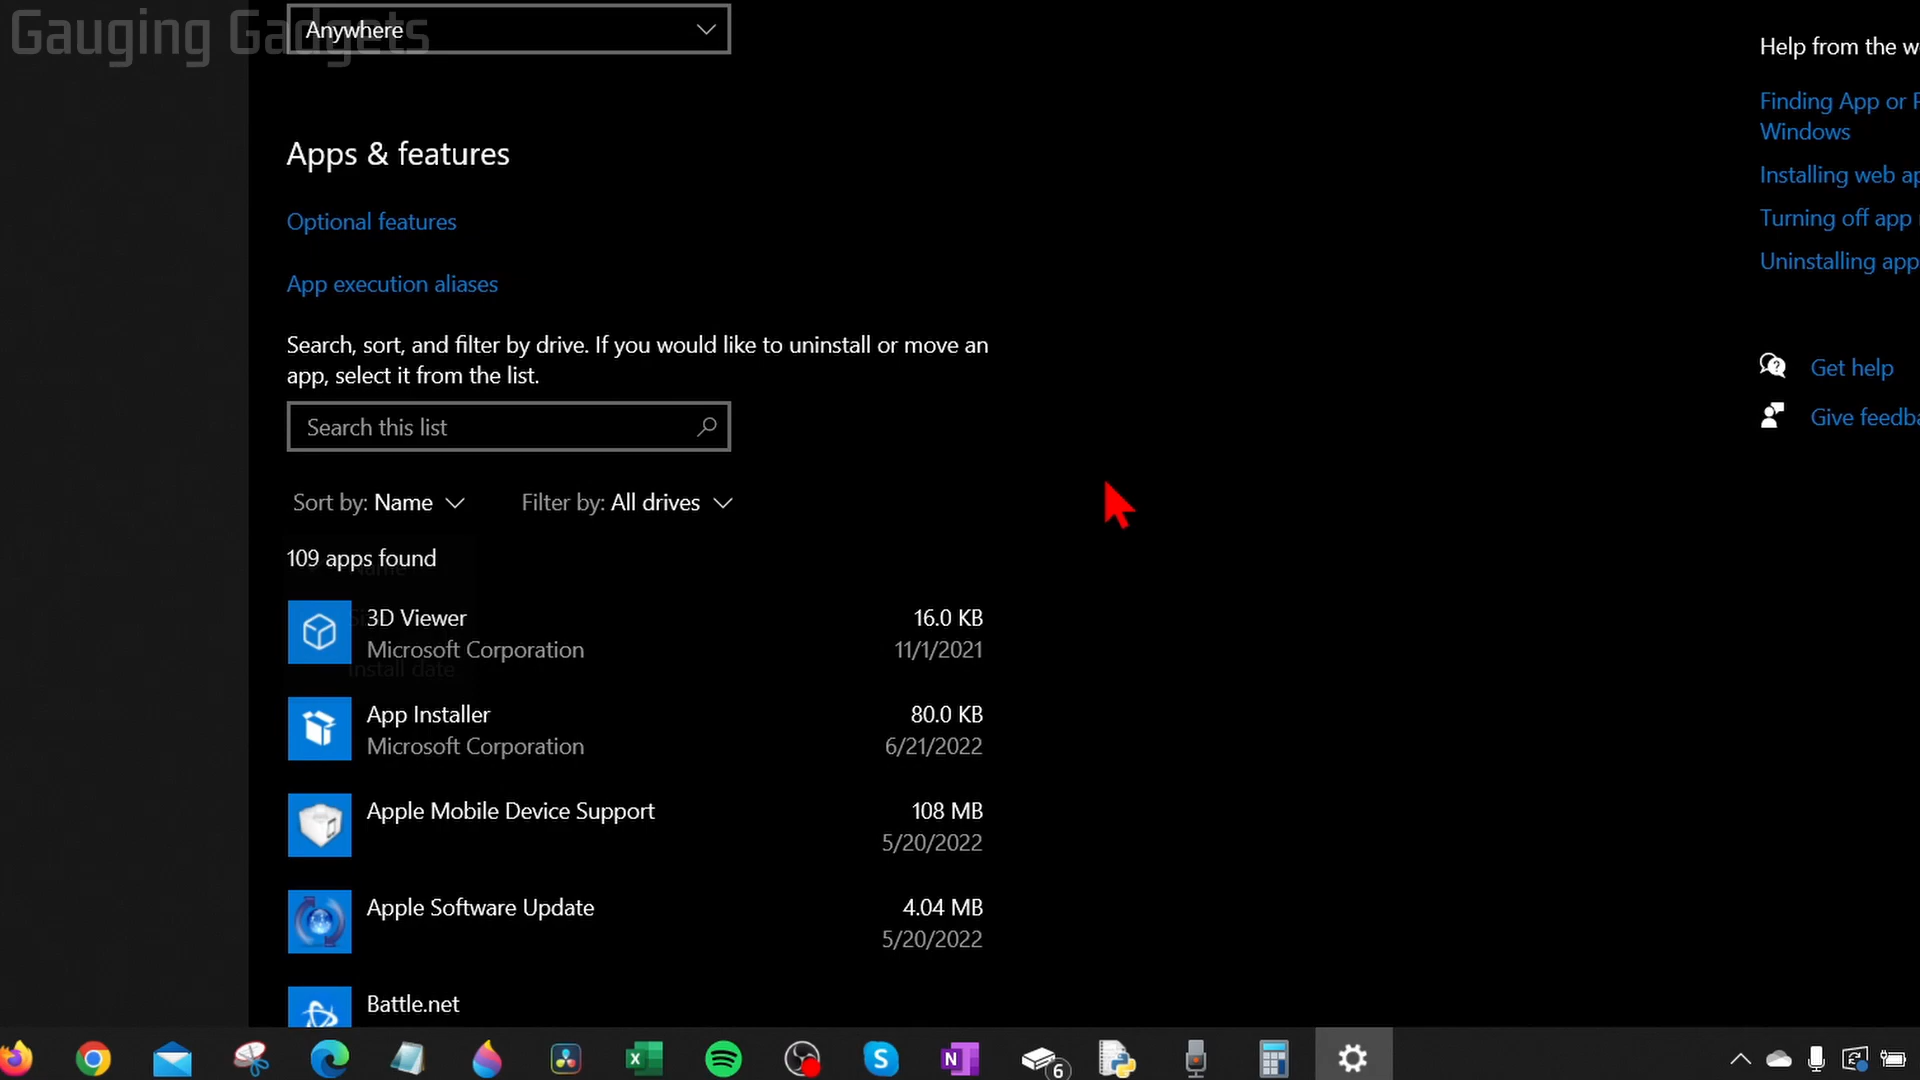 Gauging Gadgets
Anywhere
Apps & features
Optional features
App execution aliases
Search, sort, and filter by drive. If you would like to uninstall or move an
app, select it from the list.
Search this list
Sort by: Name
Filter by: All drives
109 apps found
Name
3D Viewer
16.0 KB
Microsoft Corporation
11/1/2021
Install date
App Installer
80.0 KB
Microsoft Corporation
6/21/2022
Apple Mobile Device Support
108 MB
5/20/2022
Apple Software Update
4.04 MB
5/20/2022
Battle.net
Help from the w
Finding App or
Windows
Installing web ap
Turning off app
Uninstalling app
Get help
Give feedba
6